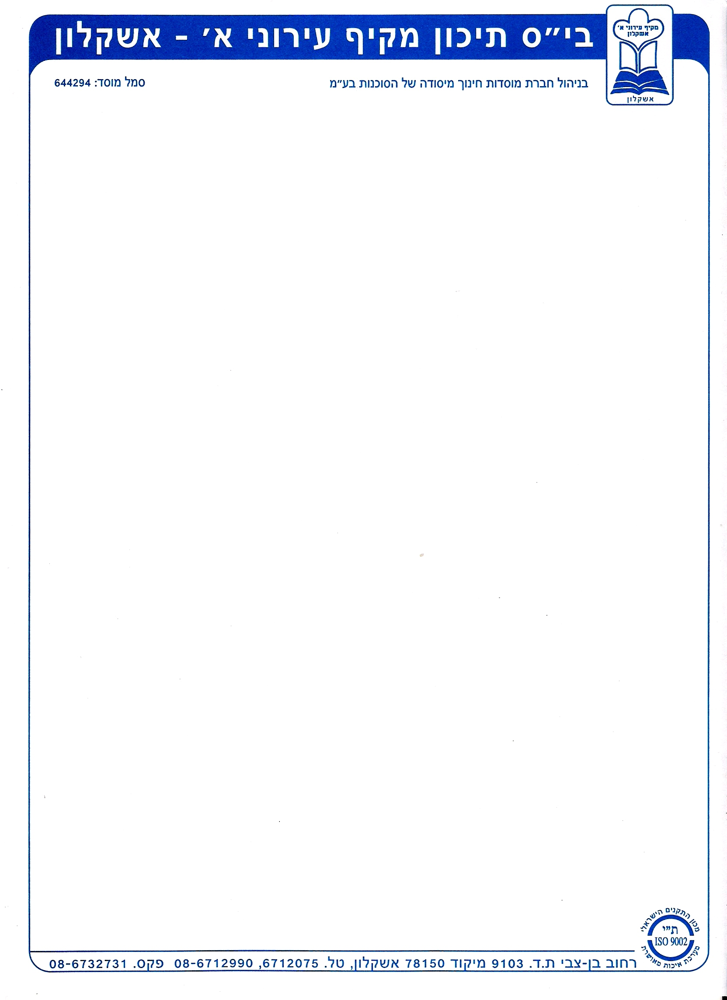 בי״ס תיכון מקיף עירוני א׳ - אשקלון
מקיף עירוני א׳
אשקלון
אשקלון
בניהול חברת מוסדות חינוך מיסודה של הסוכנות בע״מ
סמל מוסד: 644294
מכון התקנים הישראלי
ת״י
ISO 9002
מערכת איכות מאושרת
רחוב בן-צבי ת.ד. 9103 מיקוד 78150 אשקלון, טל. 6712075, 08-6712990 פקס. 08-6732731